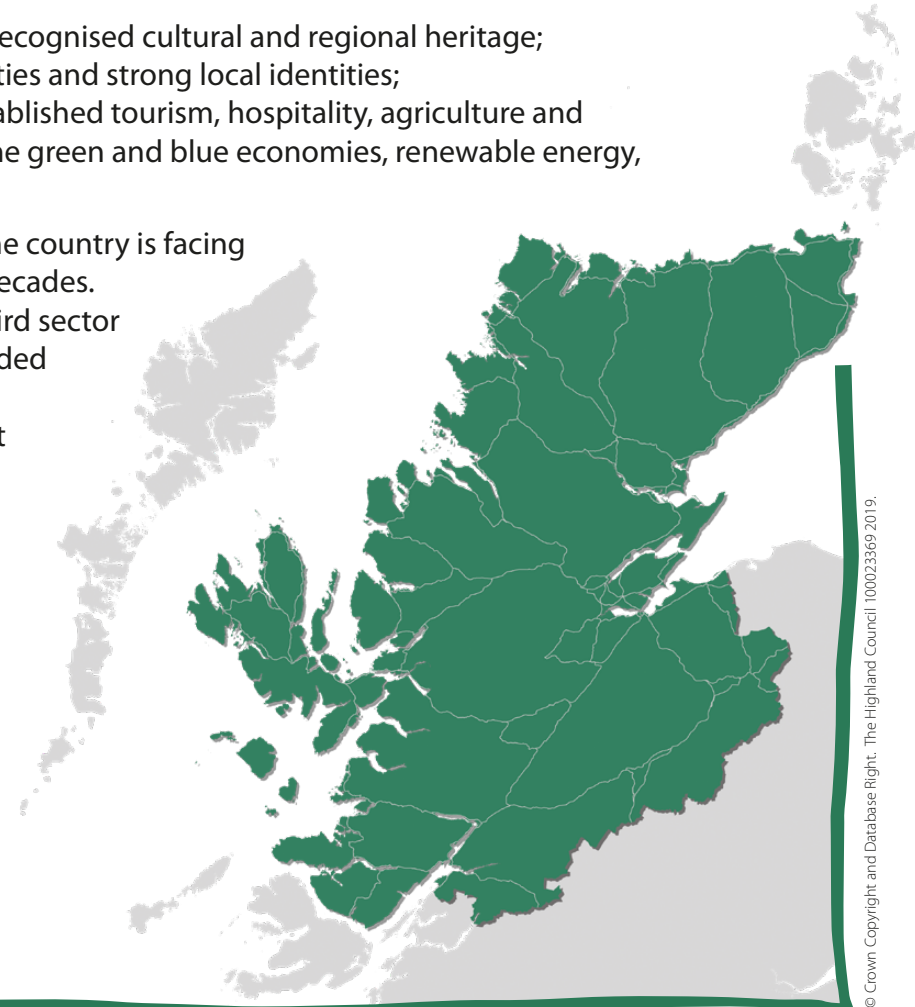 ecognised cultural and regional heritage;
ties and strong local identities;
ablished tourism, hospitality, agriculture and
ne green and blue economies, renewable energy,
ne country is facing
ecades.
ird sector
ded
t
© Crown Copyright and Database Right. The Highland Council 100023369 2019.